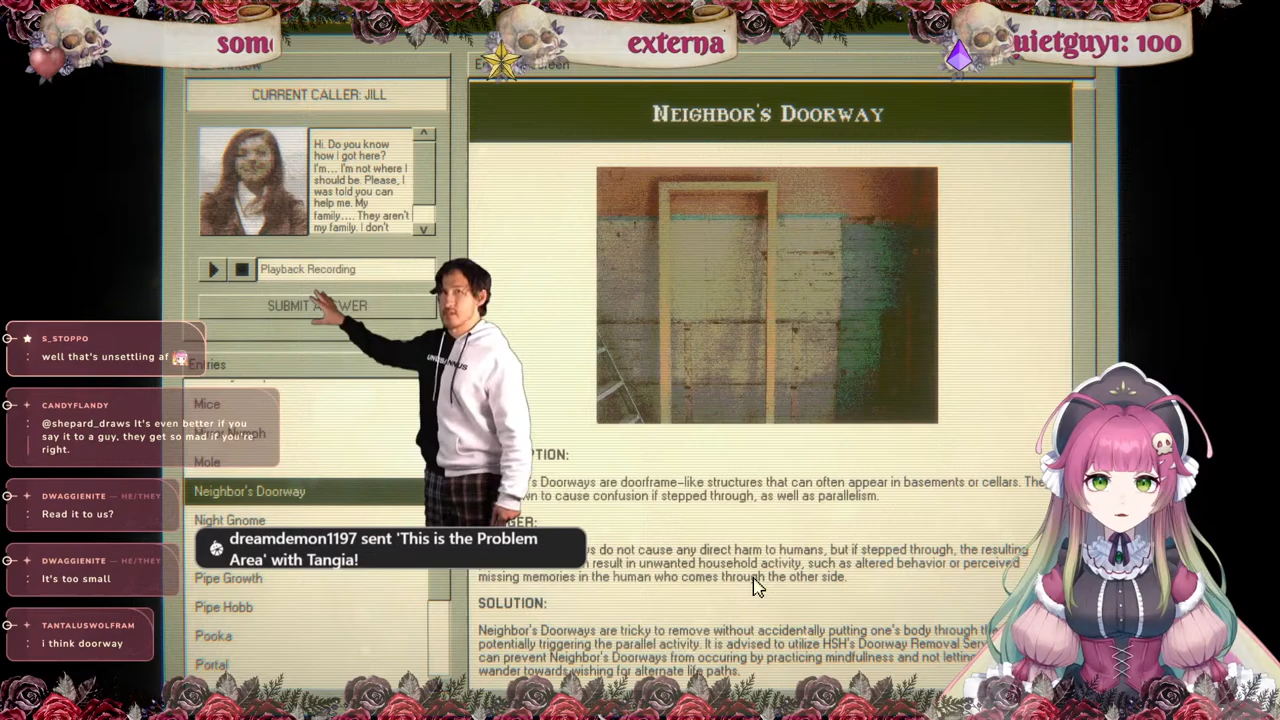 som
externa
uietguy1: 100
CURRENT CALLER: JILL
Hi. Do you know
how I got here?
I'm... I'm not where I
should be. Please, I
was told you can
help me. My
family.... They aren't
my family. I don't
Playback Recording
SUBMIT A WER
ntries
Mice
Mole
Neighbor's Doorway
Night Gnome
Pipe Growth
Pipe Hobb
Pooka
Portal
NEIGHBOR'S DOORWAY
PTION:
's Doorways are doorframe-like structures that can often appear in basements or cellars. The
wn to cause confusion if stepped through, as well as parallelism.
GER:
ys do not cause any direct harm to humans, but if stepped through, the resulting
result in unwanted household activity, such as altered behavior or perceived
missing memories in the human who comes through the other side.
SOLUTION:
Neighbor's Doorways are tricky to remove without accidentally putting one's body through th
potentially triggering the parallel activity. It is advised to utilize HSH's Doorway Removal Serv
can prevent Neighbor's Doorways from occuring by practicing mindfulness and not letting
wander towards wishing for alternate life paths.
S_STOPPO
well that's unsettling af
CANDYFLANDY
@shepard_draws It's even better if you
say it to a guy, they get so mad if you're
right.
DWAGGIENITE — HE/THEY
Read it to us?
DWAGGIENITE — HE/THEY
It's too small
TANTALUSWOLFRAM
i think doorway
dreamdemon1197 sent 'This is the Problem
Area' with Tangia!